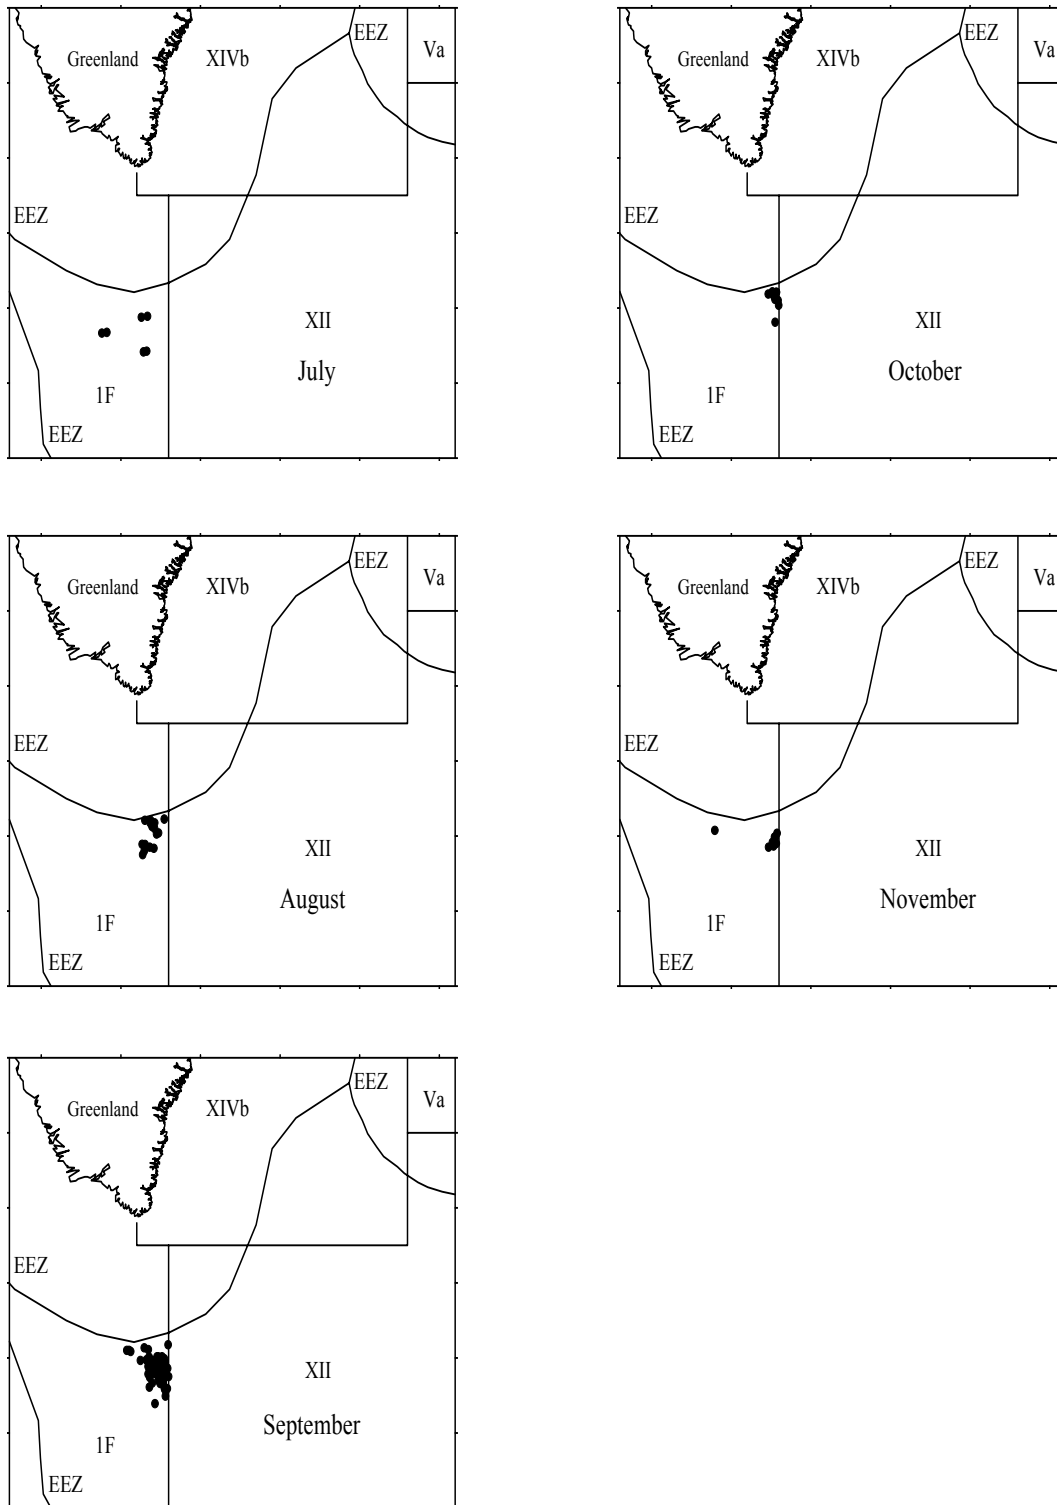 EEZ
Va
Greenland
XIVb
EEZ
XII
July
1F
EEZ
EEZ
Va
Greenland
XIVb
EEZ
XII
October
1F
EEZ
EEZ
Va
Greenland
XIVb
EEZ
XII
August
1F
EEZ
EEZ
Va
Greenland
XIVb
EEZ
XII
November
1F
EEZ
EEZ
Va
Greenland
XIVb
EEZ
XII
September
1F
EEZ